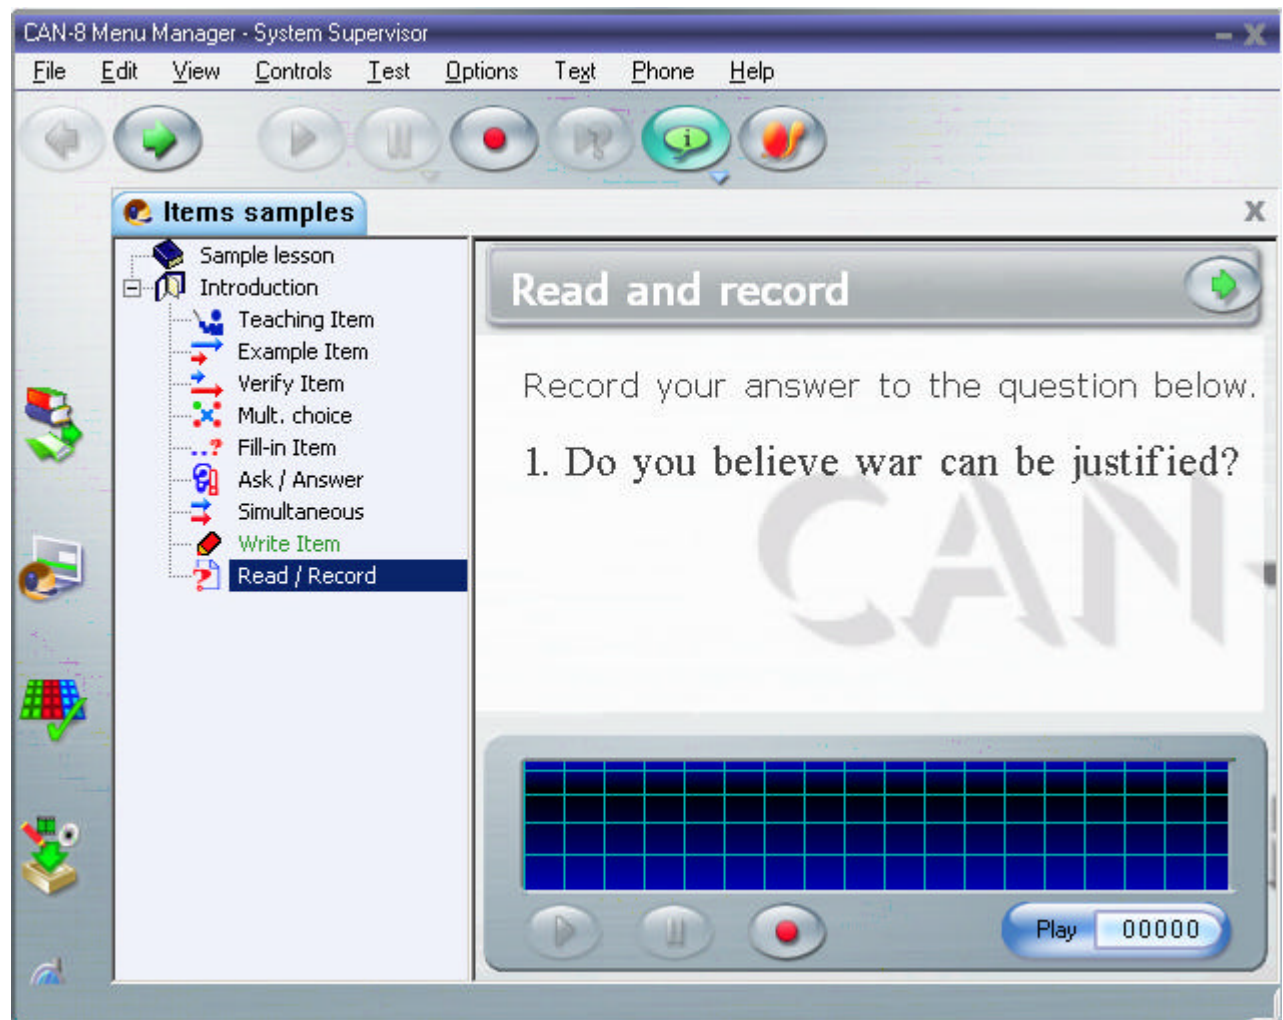 CAN-8 Menu Manager - System Supervisor
File Edit View Controls Test Options Text Phone Help
Items samples
Sample lesson
Introduction
Teaching Item
Example Item
Verify Item
Mult. choice
Fill-in Item
Ask / Answer
Simultaneous
Write Item
Read / Record
Read and record
Record your answer to the question below.
1. Do you believe war can be justified?
CAN-
Play 00000